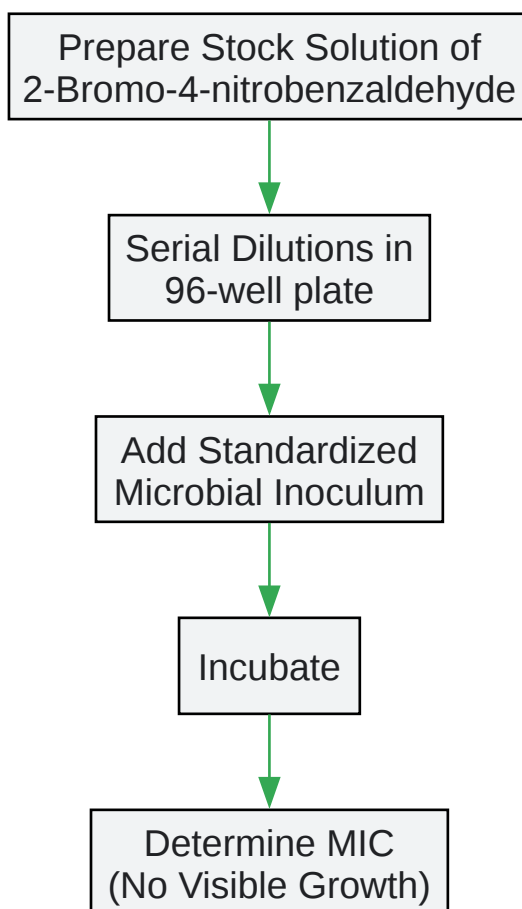 Prepare Stock Solution of
2-Bromo-4-nitrobenzaldehyde
Serial Dilutions in
96-well plate
Add Standardized
Microbial Inoculum
Incubate
Determine MIC
(No Visible Growth)